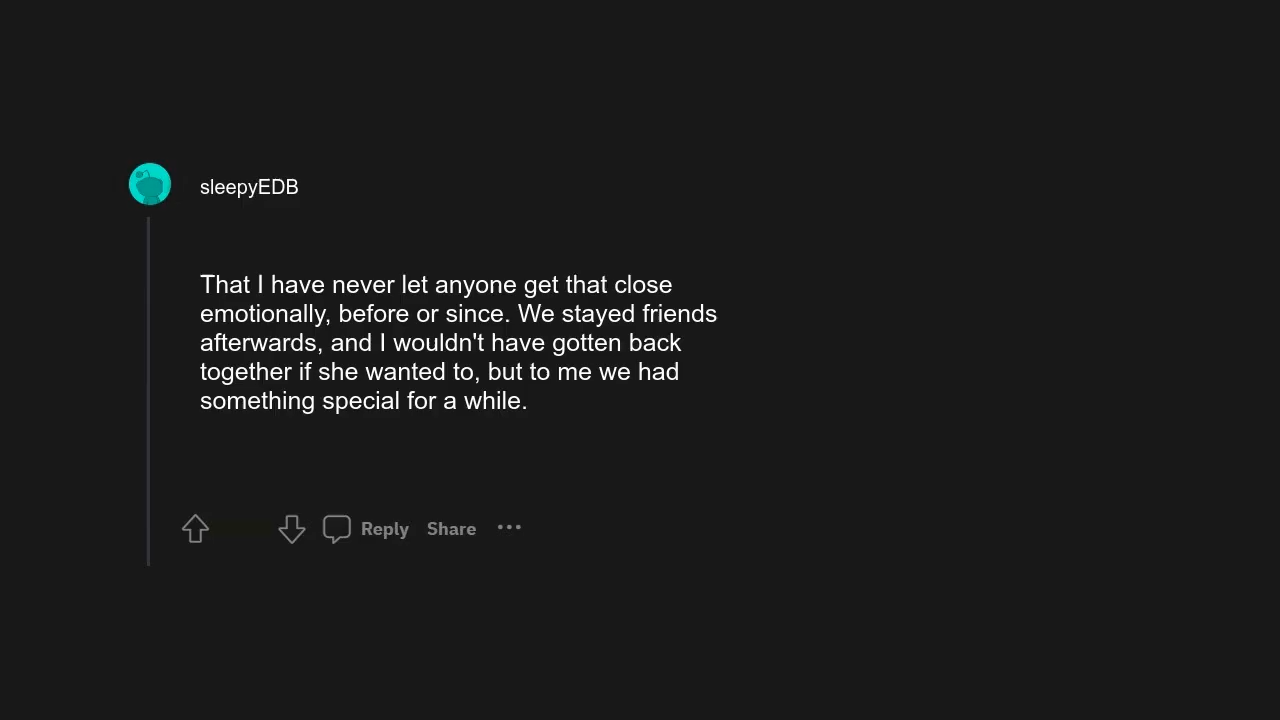 sleepyEDB
That I have never let anyone get that close
emotionally, before or since. We stayed friends
afterwards, and I wouldn't have gotten back
together if she wanted to, but to me we had
something special for a while.
Reply Share